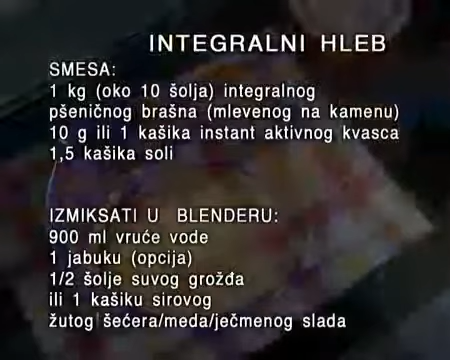 INTEGRALNI HLEB
SMESA:
1 kg (oko 10 šolja) integralnog
pšeničnog brašna (mlevenog na kamenu)
10 g ili 1 kašika instant aktivnog kvasca
1,5 kašika soli
IZMIKSATI U BLENDERU:
900 ml vruće vode
1 jabuku (opcija)
1/2 šolje suvog grožđa
ili 1 kašiku sirovog
žutog šećera/meda/ječmenog slada